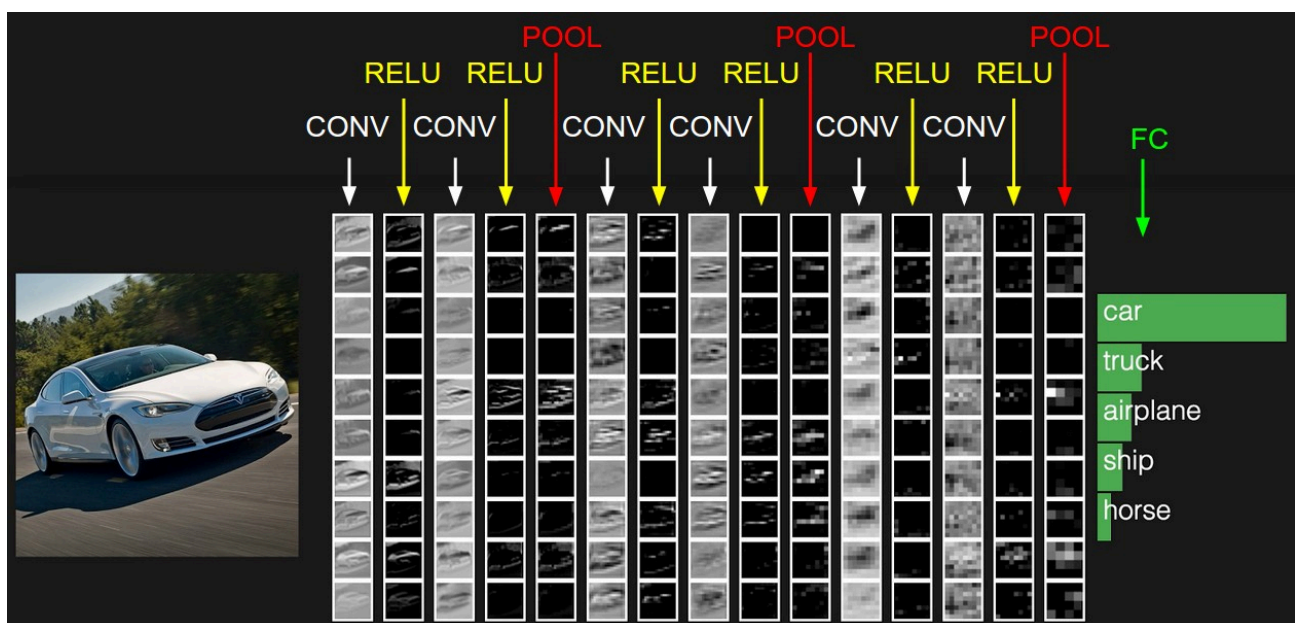 POOL POOL POOL
RELU RELU RELU RELU RELU RELU
CONV CONV CONV CONV CONV CONV
FC
car
truck
airplane
ship
horse